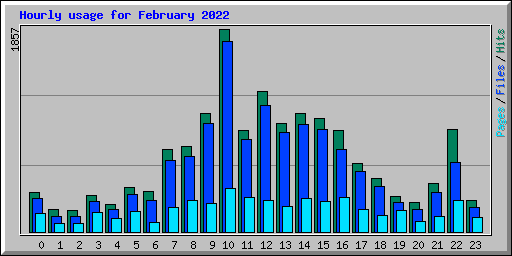 Hourly usage for February 2022
1857
Pages / Files / Hits
0 1 2 3 4 5 6 7 8 9 10 11 12 13 14 15 16 17 18 19 20 21 22 23